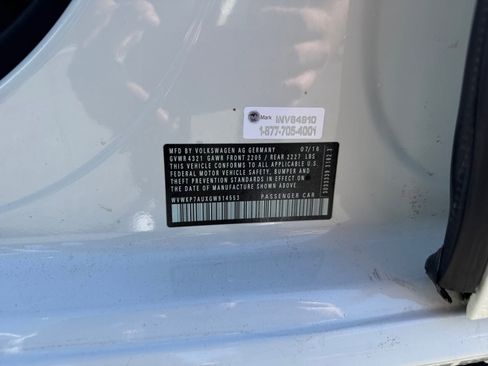 Mark INV84910
1-877-705-4001
MFD BY VOLKSWAGEN AG GERMANY 07/16
GVWR 4321 GAWR FRONT 2205 / REAR 2227 LBS
THIS VEHICLE CONFORMS TO ALL APPLICABLE U.S.
FEDERAL MOTOR VEHICLE SAFETY, BUMPER AND
THEFT PREVENTION STANDARDS IN EFFECT ON
THE DATE OF MANUFACTURE SHOWN ABOVE
WVWKP7AUXGW914553 PASSENGER CAR